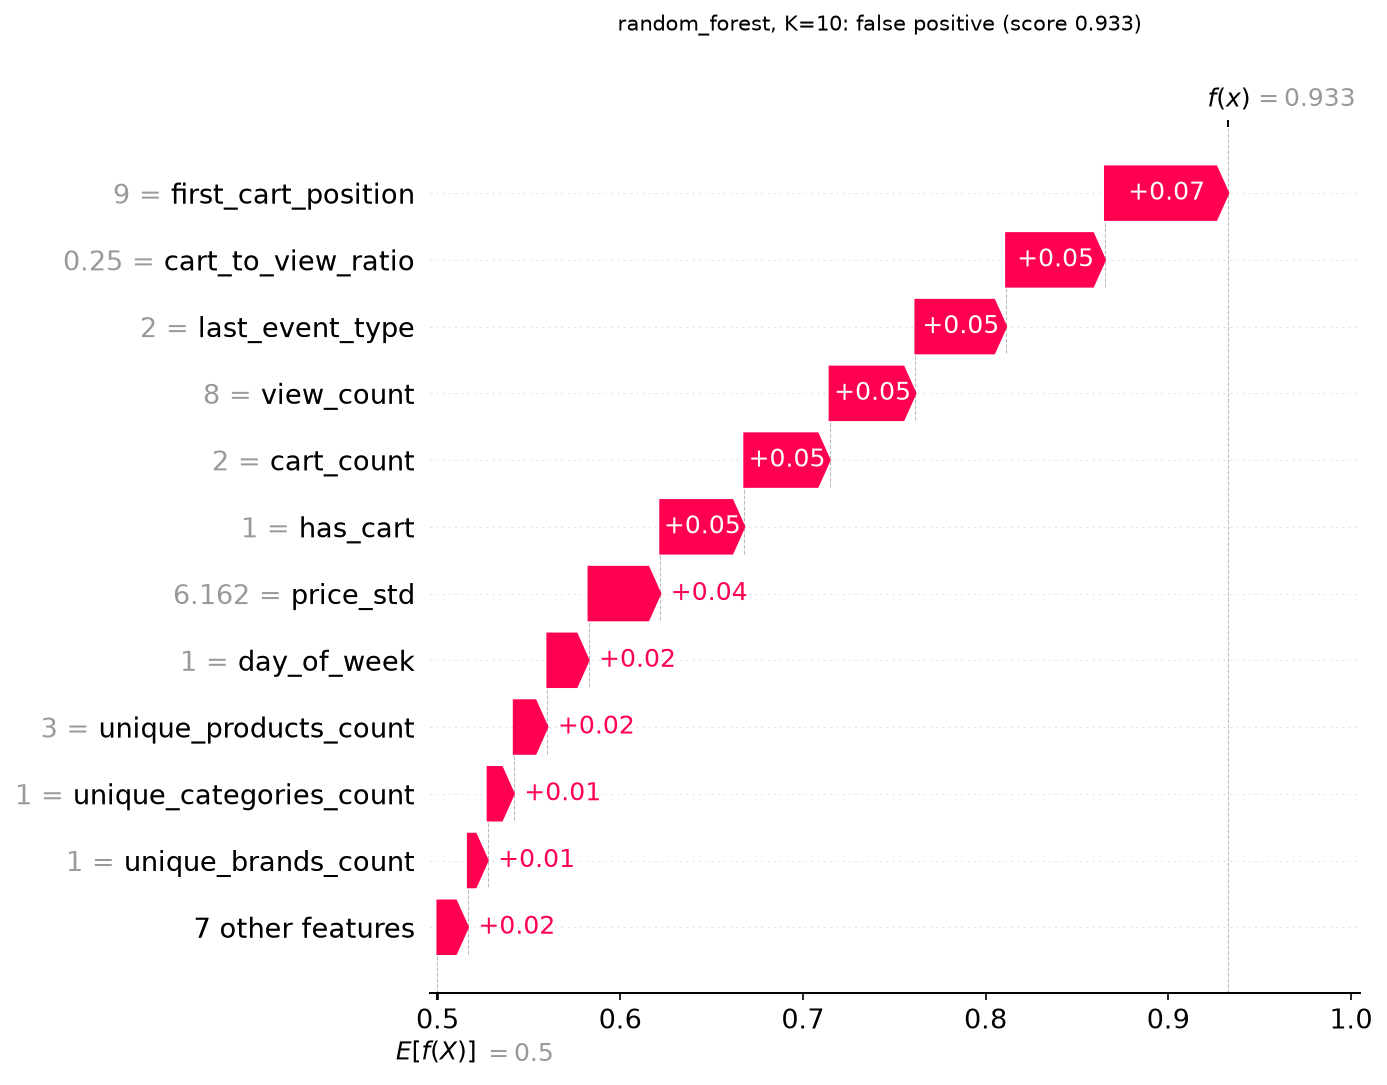 random_forest, K=10: false positive (score 0.933)
f(x) = 0.933
9 = first_cart_position +0.07
0.25 = cart_to_view_ratio +0.05
2 = last_event_type +0.05
8 = view_count +0.05
2 = cart_count +0.05
1 = has_cart +0.05
6.162 = price_std +0.04
1 = day_of_week +0.02
3 = unique_products_count +0.02
1 = unique_categories_count +0.01
1 = unique_brands_count +0.01
7 other features +0.02
0.5 0.6 0.7 0.8 0.9 1.0
E[f(X)] = 0.5